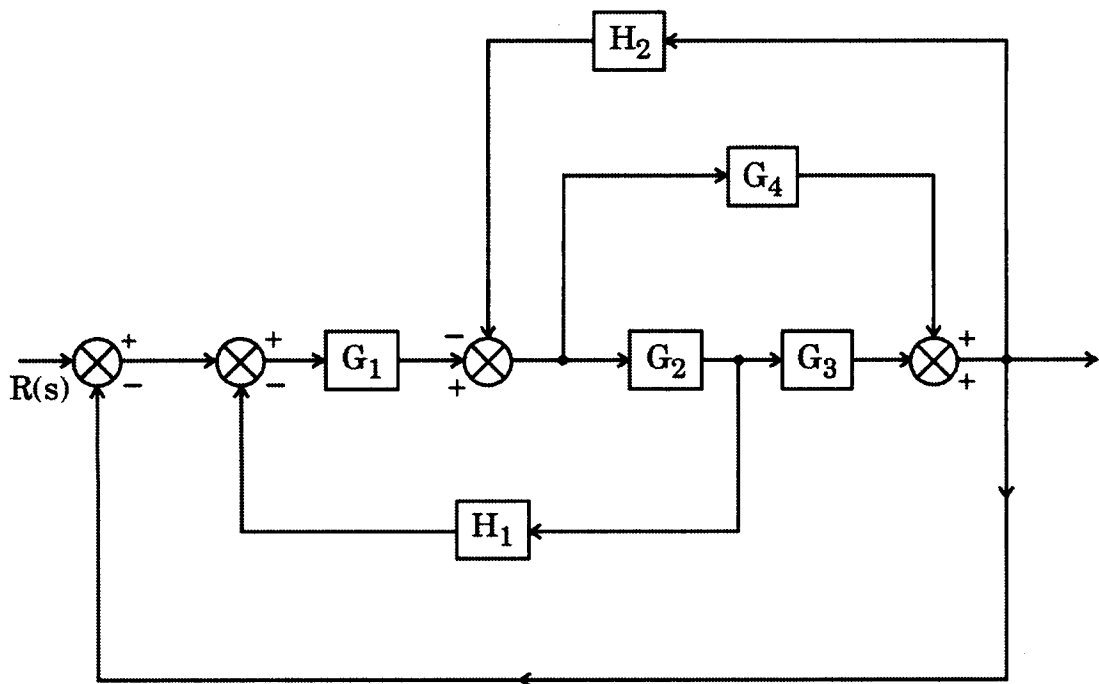 H₂
G₄
+ + − + +
G₁ G₂ G₃
R(s) − − + +
H₁